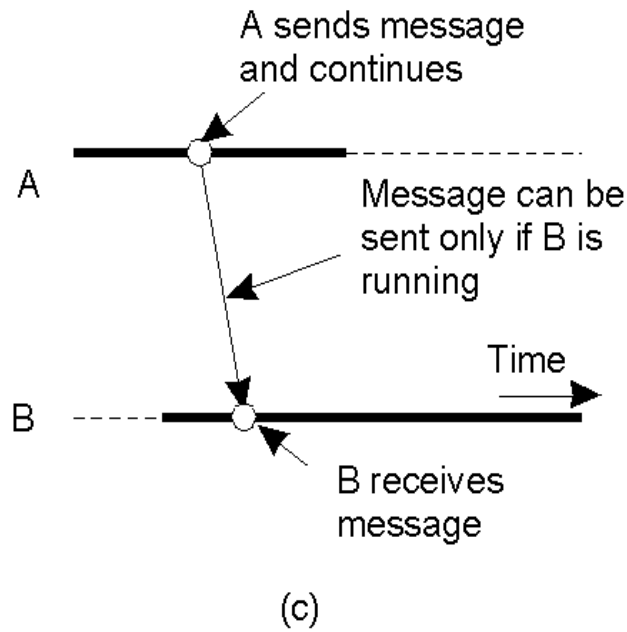 A sends message
and continues
A
Message can be
sent only if B is
running
Time
B
B receives
message
(c)